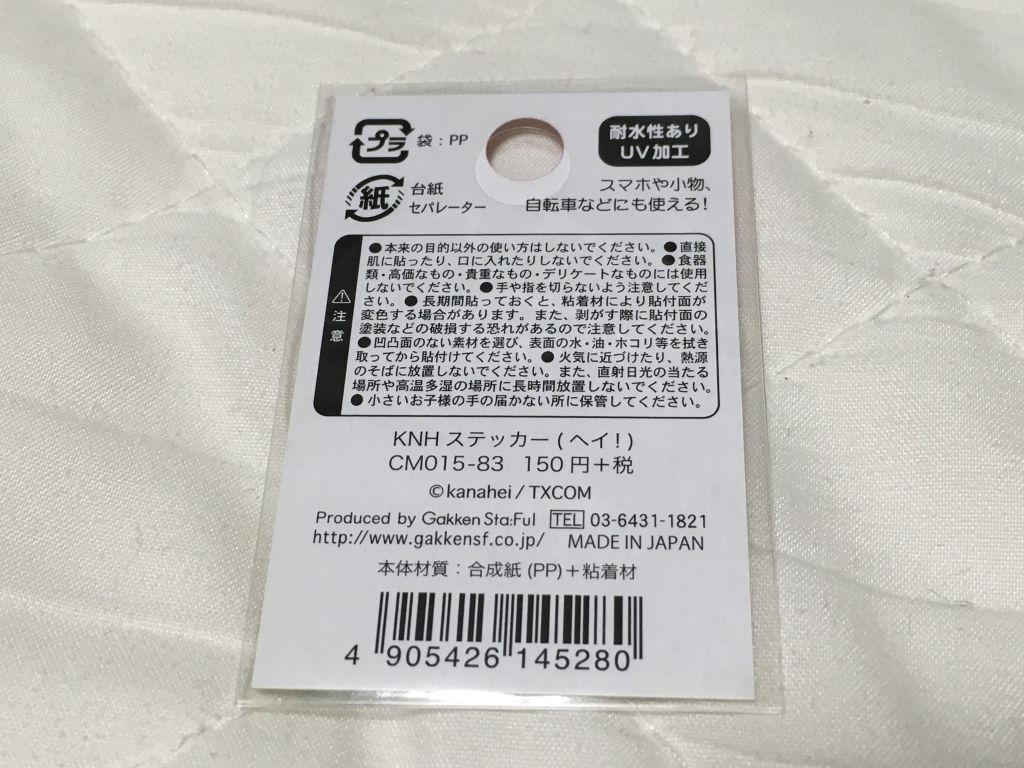 プラ 袋：PP
耐水性あり
UV加工
紙 台紙
セパレーター
スマホや小物、
自転車などにも使える！
注意
●本来の目的以外の使い方はしないでください。●直接
肌に貼ったり、口に入れたりしないでください。●食器
類・高価なもの・貴重なもの・デリケートなものには使用
しないでください。●手や指を切らないよう注意してくだ
さい。●長期間貼っておくと、粘着材により貼付面が
変色する場合があります。また、剥がす際に貼付面の
塗装などの破損する恐れがあるので注意してください。
●凹凸面のない素材を選び、表面の水・油・ホコリ等を拭き
取ってから貼付けてください。●火気に近づけたり、熱源
のそばに放置しないでください。また、直射日光の当たる
場所や高温多湿の場所に長時間放置しないでください。
●小さいお子様の手の届かない所に保管してください。
KNH ステッカー(ヘイ！)
CM015-83 150円＋税
©kanahei / TXCOM
Produced by Gakken Sta:Ful TEL 03-6431-1821
http://www.gakkensf.co.jp/ MADE IN JAPAN
本体材質：合成紙(PP)＋粘着材
4 905426 145280